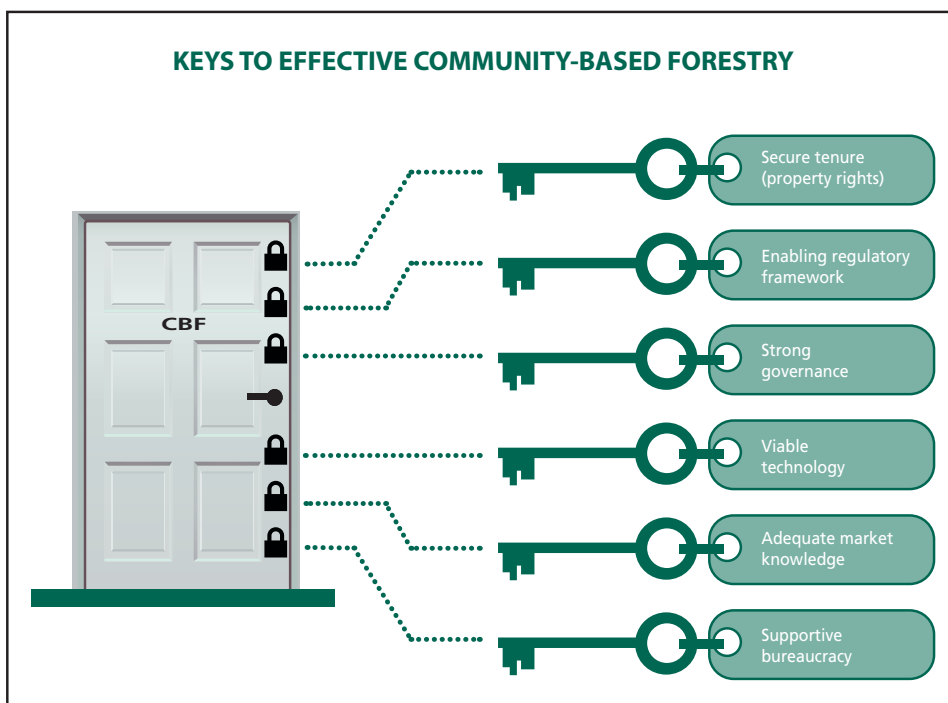 KEYS TO EFFECTIVE COMMUNITY-BASED FORESTRY
CBF
Secure tenure
(property rights)
Enabling regulatory
framework
Strong
governance
Viable
technology
Adequate market
knowledge
Supportive
bureaucracy